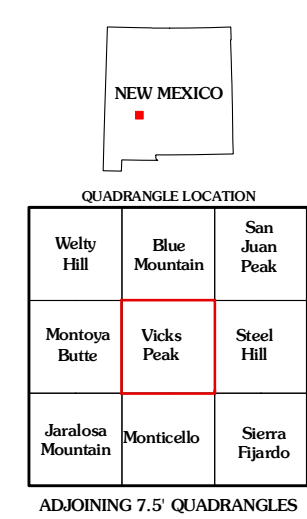 NEW MEXICO
QUADRANGLE LOCATION
Welty
Hill
Blue
Mountain
San
Juan
Peak
Montoya
Butte
Vicks
Peak
Steel
Hill
Jaralosa
Mountain
Monticello
Sierra
Fijardo
ADJOINING 7.5' QUADRANGLES